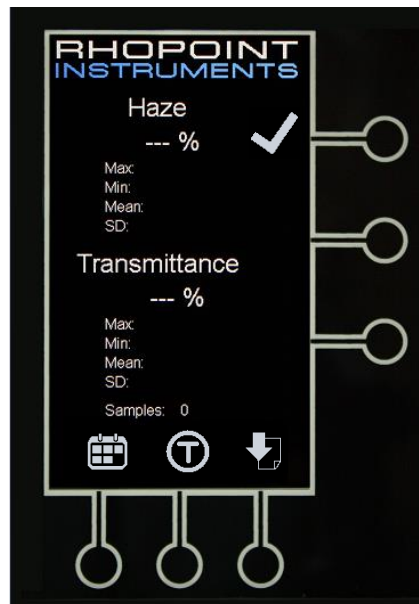 RHOPOINT
INSTRUMENTS
Haze
--- %
Max:
Min:
Mean:
SD:
Transmittance
--- %
Max:
Min:
Mean:
SD:
Samples: 0
T